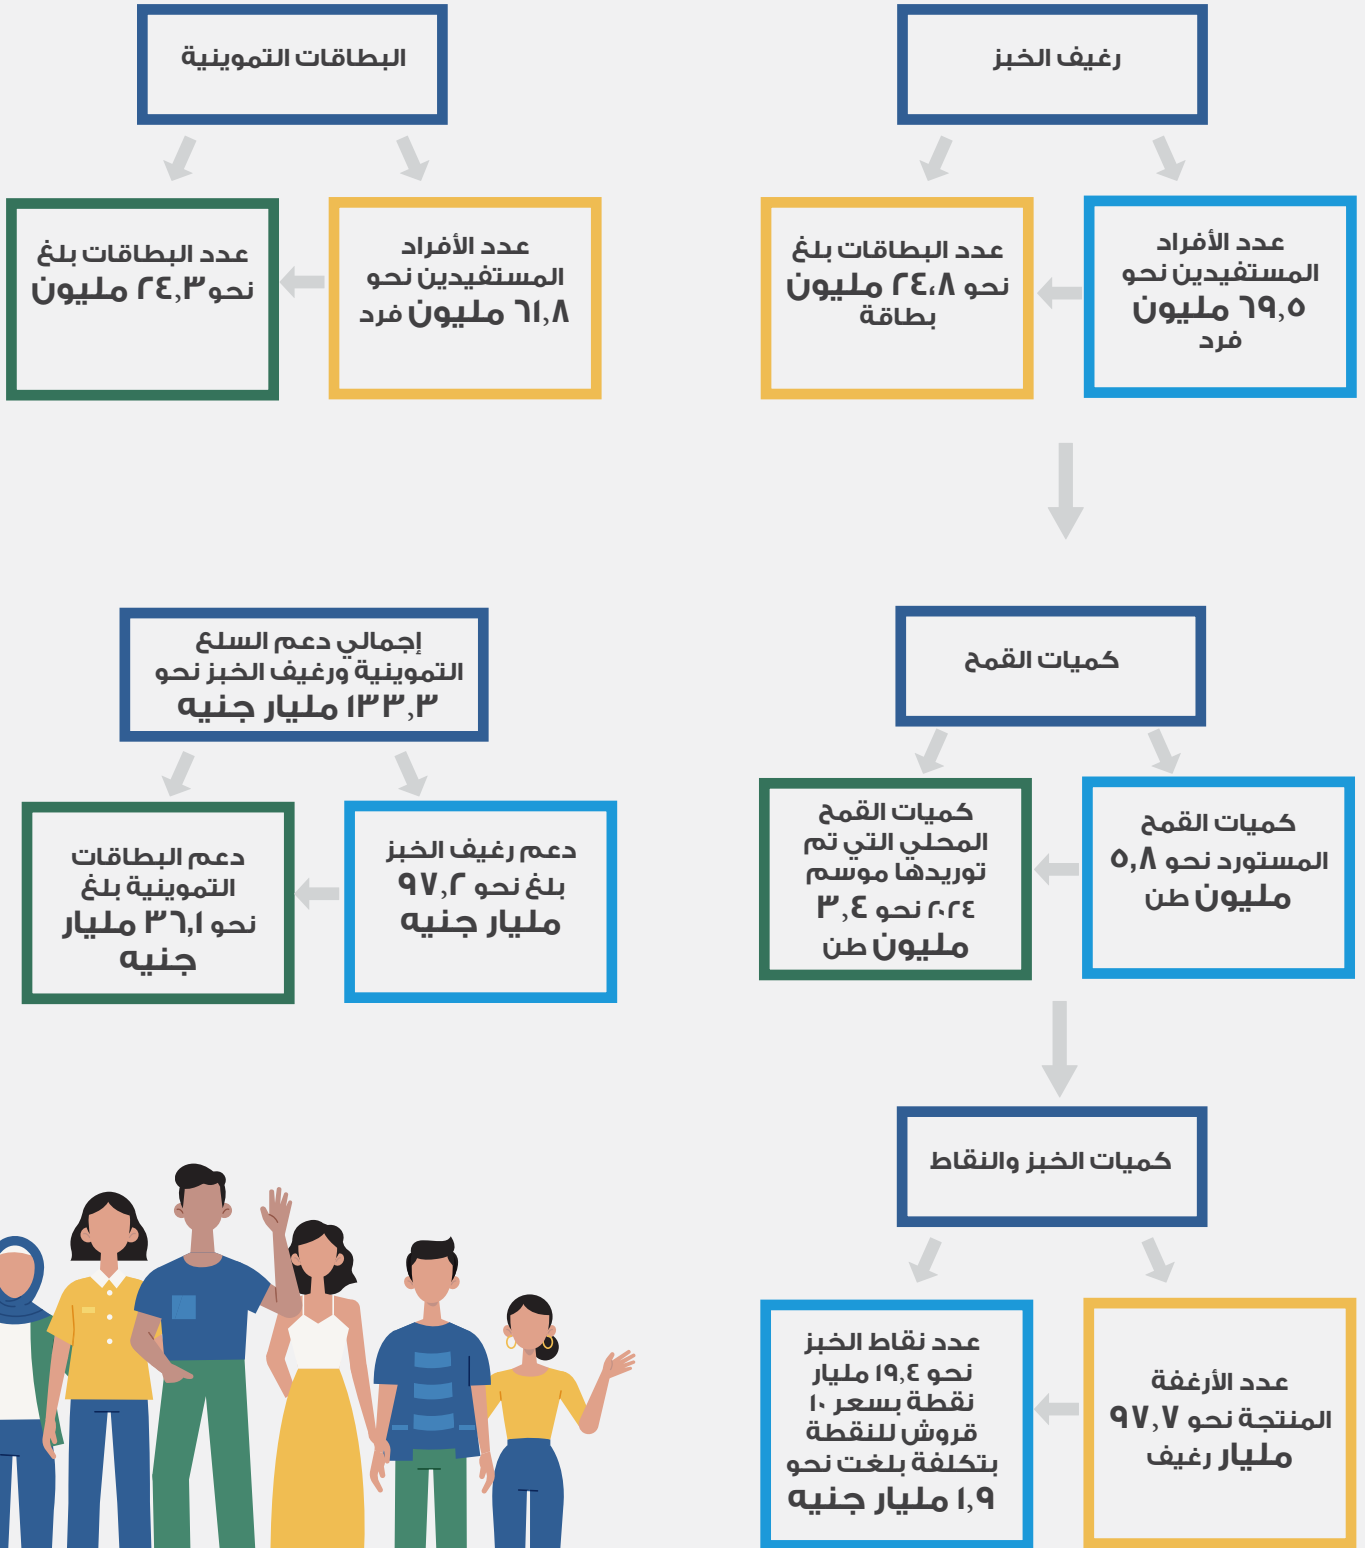 رغيف الخبز
عدد الأفراد
المستفيدين نحو
٦٩,٥ مليون
فرد
عدد البطاقات بلغ
نحو ٢٤،٨ مليون
بطاقة
كميات القمح
كميات القمح
المستورد نحو ٥,٨
مليون طن
كميات القمح
المحلي التي تم
توريدها موسم
٢٠٢٤ نحو ٣,٤
مليون طن
كميات الخبز والنقاط
عدد الأرغفة
المنتجة نحو ٩٧,٧
مليار رغيف
عدد نقاط الخبز
نحو ١٩,٤ مليار
نقطة بسعر ١٠
قروش للنقطة
بتكلفة بلغت نحو
١,٩ مليار جنيه
البطاقات التموينية
عدد الأفراد
المستفيدين نحو
٦١,٨ مليون فرد
عدد البطاقات بلغ
نحو٢٤,٣ مليون
إجمالي دعم السلع
التموينية ورغيف الخبز نحو
١٣٣,٣ مليار جنيه
دعم رغيف الخبز
بلغ نحو ٩٧,٢
مليار جنيه
دعم البطاقات
التموينية بلغ
نحو ٣٦,١ مليار
جنيه